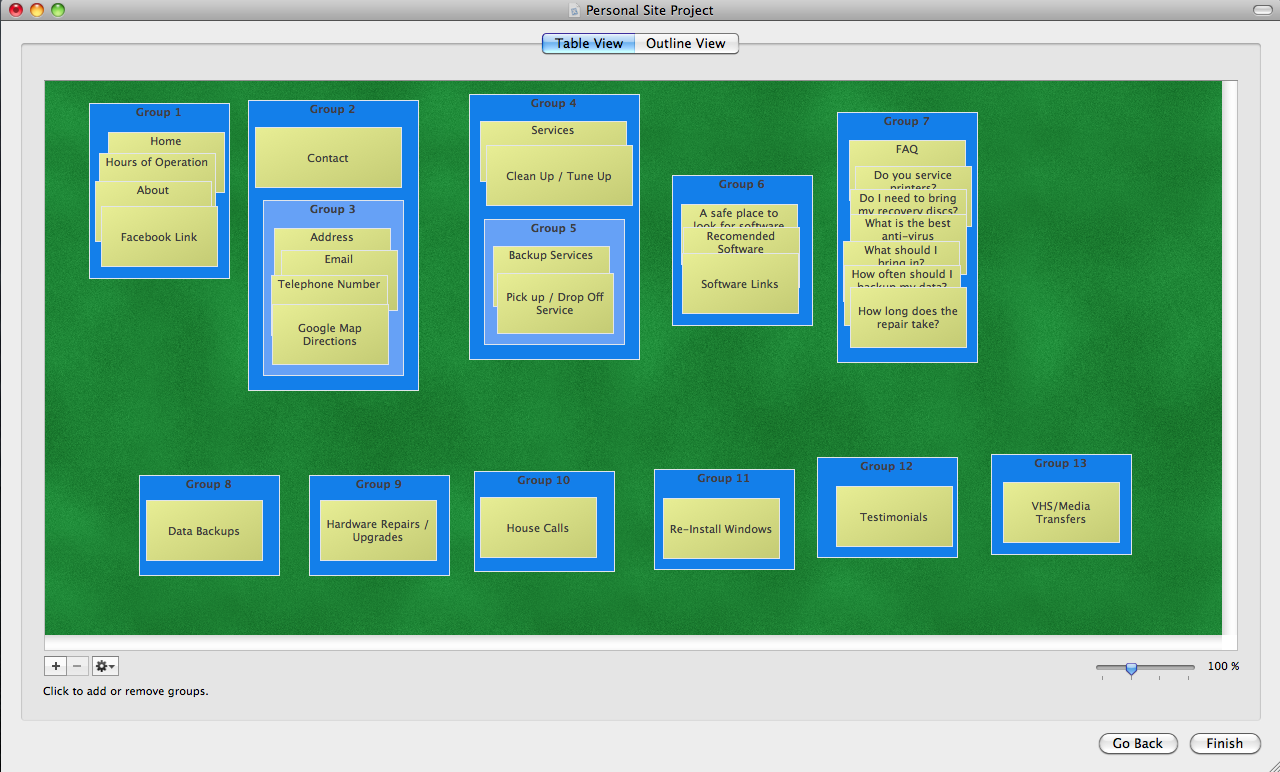 Personal Site Project
Table View
Outline View
Group 1
Home
Hours of Operation
About
Facebook Link
Group 2
Contact
Group 3
Address
Email
Telephone Number
Google Map
Directions
Group 4
Services
Clean Up / Tune Up
Group 5
Backup Services
Pick up / Drop Off
Service
Group 6
A safe place to
look for software
Recomended
Software
Software Links
Group 7
FAQ
Do you service
printers?
Do I need to bring
my recovery discs?
What is the best
anti-virus
What should I
bring in?
How often should I
backup my data?
How long does the
repair take?
Group 8
Data Backups
Group 9
Hardware Repairs /
Upgrades
Group 10
House Calls
Group 11
Re-Install Windows
Group 12
Testimonials
Group 13
VHS/Media
Transfers
100 %
Click to add or remove groups.
Go Back
Finish